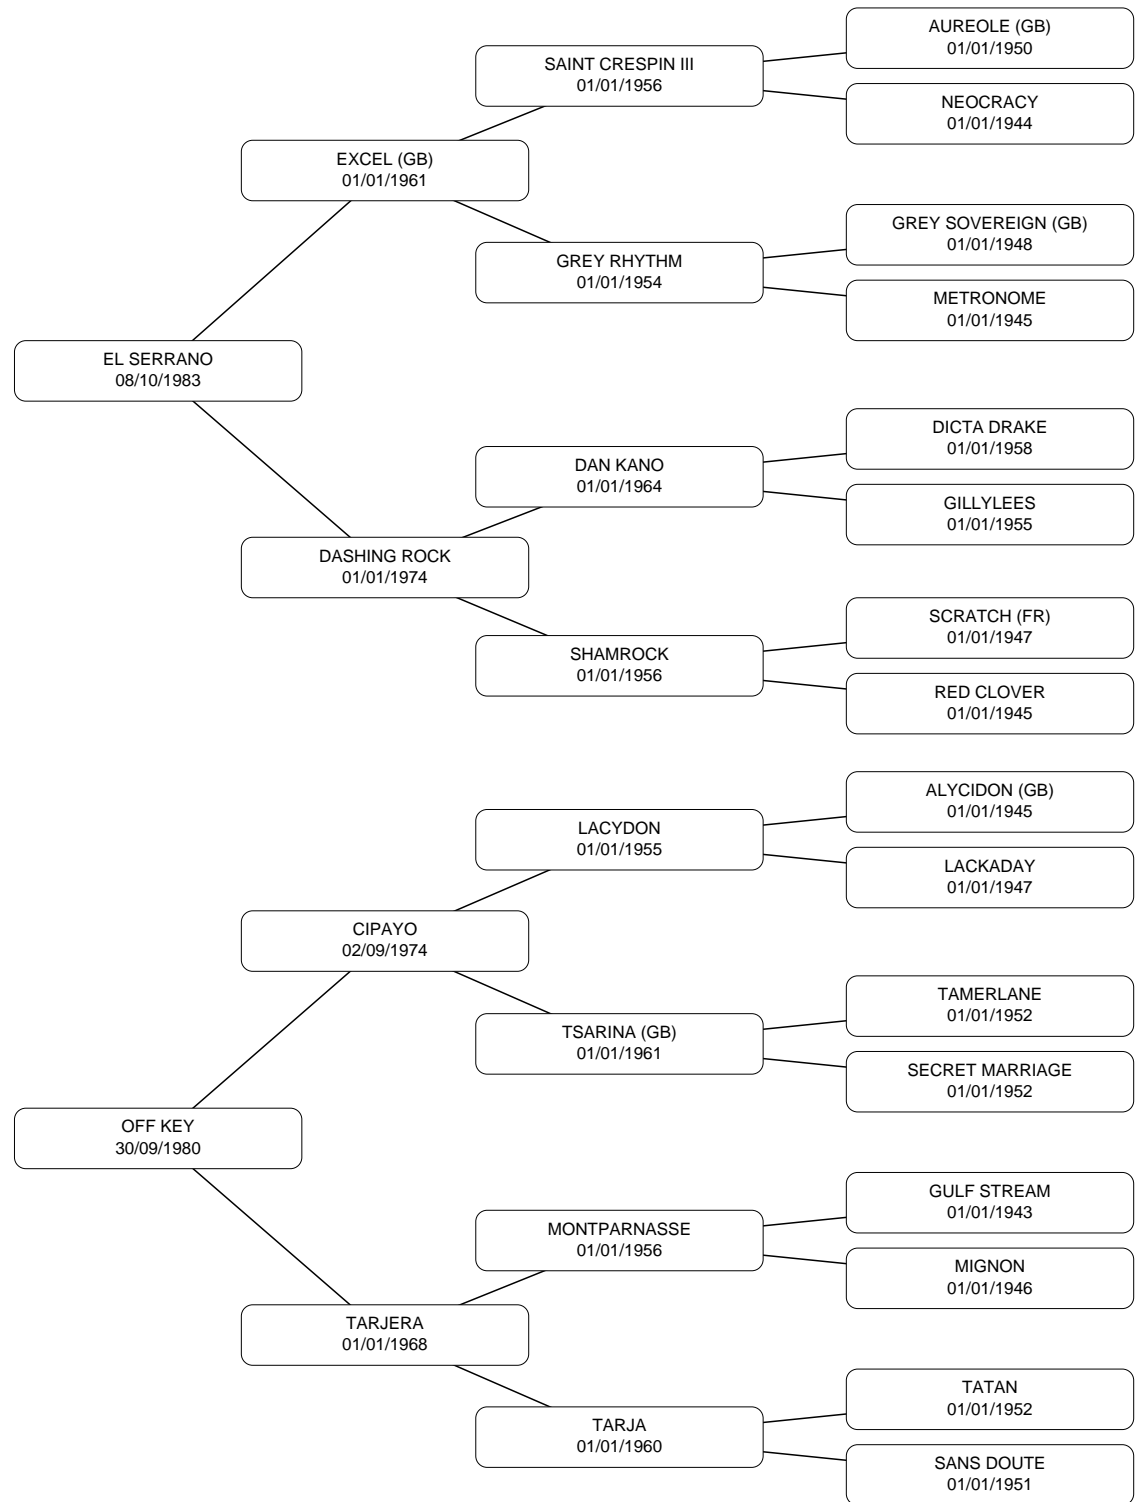 AUREOLE (GB)
01/01/1950
SAINT CRESPIN III
01/01/1956
NEOCRACY
01/01/1944
EXCEL (GB)
01/01/1961
GREY SOVEREIGN (GB)
01/01/1948
GREY RHYTHM
01/01/1954
METRONOME
01/01/1945
EL SERRANO
08/10/1983
DICTA DRAKE
01/01/1958
DAN KANO
01/01/1964
GILLYLEES
01/01/1955
DASHING ROCK
01/01/1974
SCRATCH (FR)
01/01/1947
SHAMROCK
01/01/1956
RED CLOVER
01/01/1945
ALYCIDON (GB)
01/01/1945
LACYDON
01/01/1955
LACKADAY
01/01/1947
CIPAYO
02/09/1974
TAMERLANE
01/01/1952
TSARINA (GB)
01/01/1961
SECRET MARRIAGE
01/01/1952
OFF KEY
30/09/1980
GULF STREAM
01/01/1943
MONTPARNASSE
01/01/1956
MIGNON
01/01/1946
TARJERA
01/01/1968
TATAN
01/01/1952
TARJA
01/01/1960
SANS DOUTE
01/01/1951